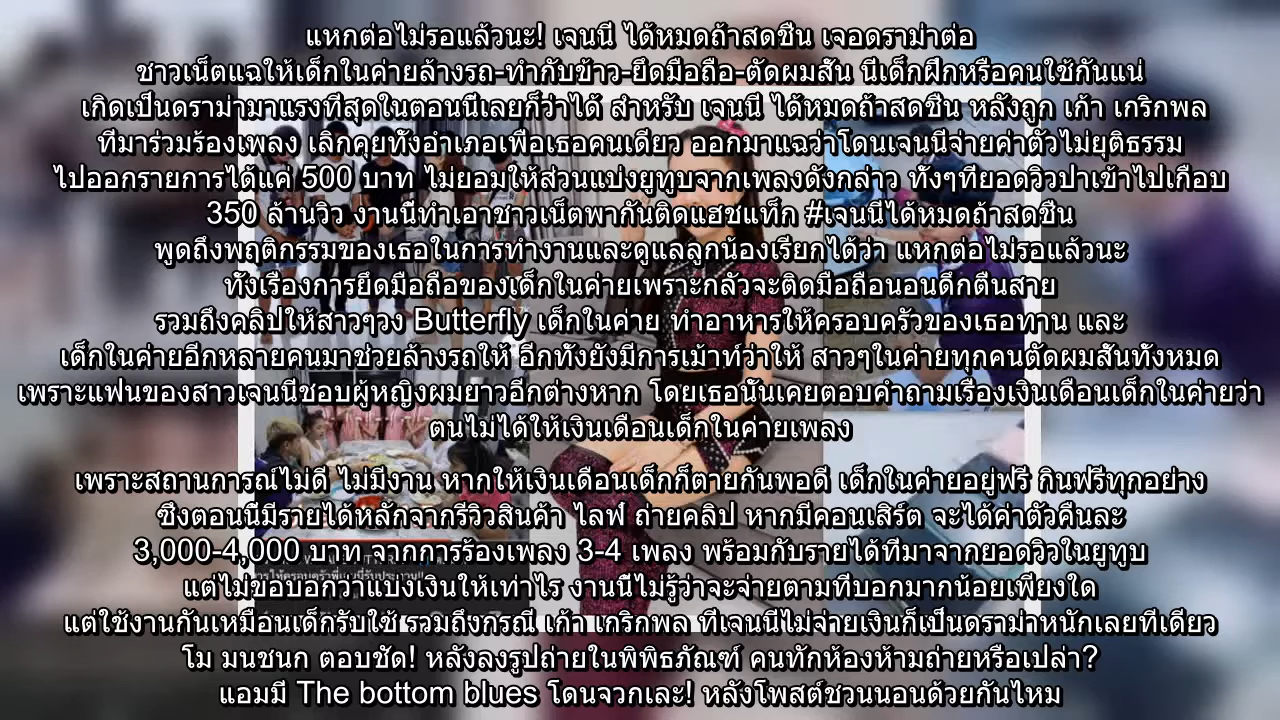 แหกต่อไม่รอแล้วนะ! เจนนี่ ได้หมดถ้าสดชื่น เจอดราม่าต่อ
ชาวเน็ตแฉให้เด็กในค่ายล้างรถ-ทำกับข้าว-ยึดมือถือ-ตัดผมสั้น นี่เด็กฝึกหรือคนใช้กันแน่
เกิดเป็นดราม่ามาแรงที่สุดในตอนนี้เลยก็ว่าได้ สำหรับ เจนนี่ ได้หมดถ้าสดชื่น หลังถูก เก้า เกริกพล
ที่มาร่วมร้องเพลง เลิกคุยทั้งอำเภอเพื่อเธอคนเดียว ออกมาแฉว่าโดนเจนนี่จ่ายค่าตัวไม่ยุติธรรม
ไปออกรายการได้แค่ 500 บาท ไม่ยอมให้ส่วนแบ่งยูทูบจากเพลงดังกล่าว ทั้งๆที่ยอดวิวปาเข้าไปเกือบ
350 ล้านวิว งานนี้ทำเอาชาวเน็ตพากันติดแฮชแท็ก #เจนนี่ได้หมดถ้าสดชื่น
พูดถึงพฤติกรรมของเธอในการทำงานและดูแลลูกน้องเรียกได้ว่า แหกต่อไม่รอแล้วนะ
ทั้งเรื่องการยึดมือถือของเด็กในค่ายเพราะกลัวจะติดมือถือนอนดึกตื่นสาย
รวมถึงคลิปให้สาวๆวง Butterfly เด็กในค่าย ทำอาหารให้ครอบครัวของเธอทาน และ
เด็กในค่ายอีกหลายคนมาช่วยล้างรถให้ อีกทั้งยังมีการเม้าท์ว่าให้ สาวๆในค่ายทุกคนตัดผมสั้นทั้งหมด
เพราะแฟนของสาวเจนนี่ชอบผู้หญิงผมยาวอีกต่างหาก โดยเธอนั้นเคยตอบคำถามเรื่องเงินเดือนเด็กในค่ายว่า
ตนไม่ได้ให้เงินเดือนเด็กในค่ายเพลง
เพราะสถานการณ์ไม่ดี ไม่มีงาน หากให้เงินเดือนเด็กก็ตายกันพอดี เด็กในค่ายอยู่ฟรี กินฟรีทุกอย่าง
ซึ่งตอนนี้มีรายได้หลักจากรีวิวสินค้า ไลฟ์ ถ่ายคลิป หากมีคอนเสิร์ต จะได้ค่าตัวคืนละ
3,000-4,000 บาท จากการร้องเพลง 3-4 เพลง พร้อมกับรายได้ที่มาจากยอดวิวในยูทูบ
แต่ไม่ขอบอกว่าแบ่งเงินให้เท่าไร งานนี้ไม่รู้ว่าจะจ่ายตามที่บอกมากน้อยเพียงใด
แต่ใช้งานกันเหมือนเด็กรับใช้ รวมถึงกรณี เก้า เกริกพล ที่เจนนี่ไม่จ่ายเงินก็เป็นดราม่าหนักเลยทีเดียว
โม มนชนก ตอบชัด! หลังลงรูปถ่ายในพิพิธภัณฑ์ คนทักห้องห้ามถ่ายหรือเปล่า?
แอมมี่ The bottom blues โดนจวกเละ! หลังโพสต์ชวนนอนด้วยกันไหม